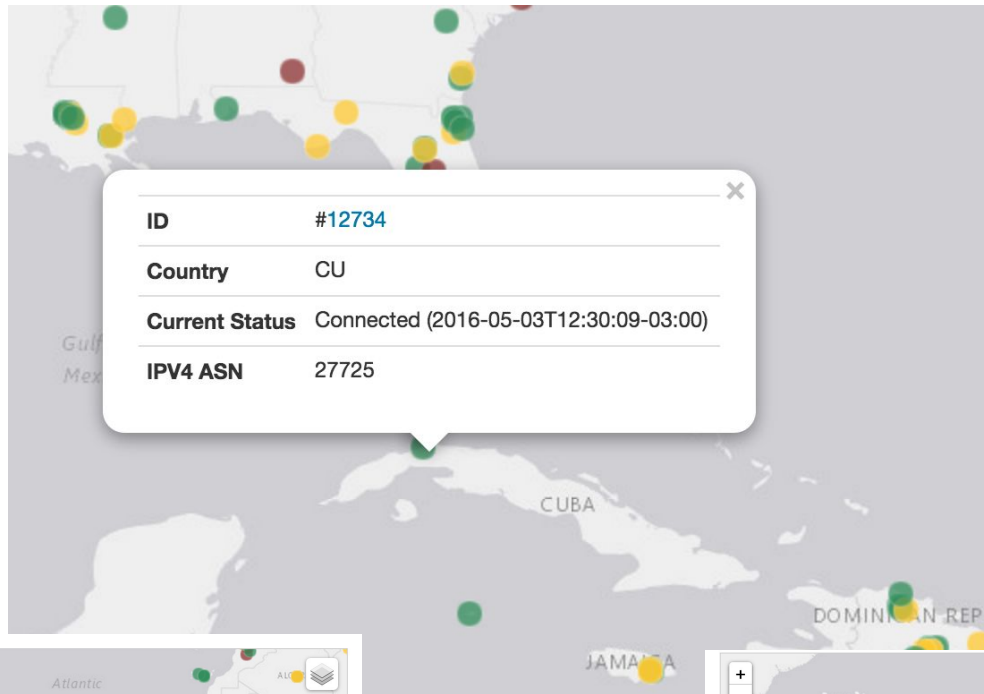 ID #12734
Country CU
Current Status Connected (2016-05-03T12:30:09-03:00)
IPV4 ASN 27725
Gulf
CUBA
DOMINICAN REP
JAMAICA
Atlantic
+